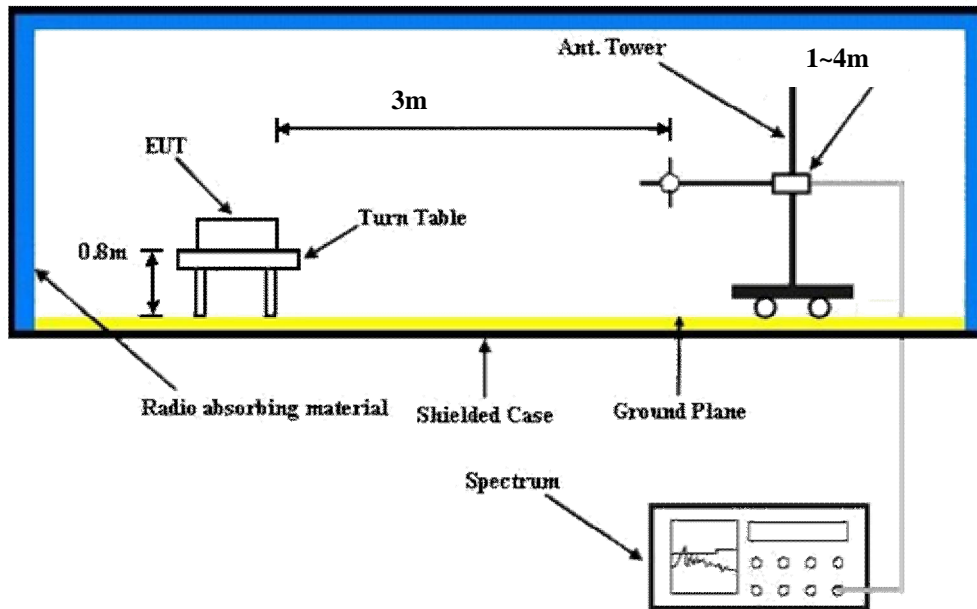 Ant. Tower
1~4m
3m
EUT
Turn Table
0.8m
Radio absorbing material
Shielded Case
Ground Plane
Spectrum